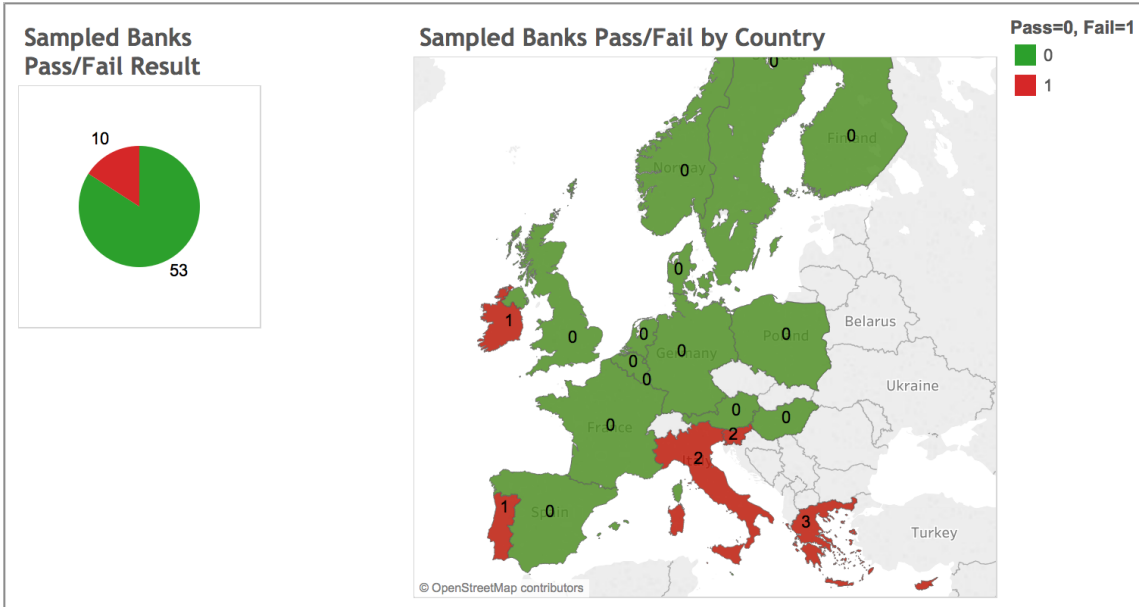 Sampled Banks
Pass/Fail Result
10
53
Sampled Banks Pass/Fail by Country
0
Finland
0
Norway
0
0
1
0
0
0
0
Germany
0
Poland
0
Belarus
Ukraine
0
0
France
0
2
Italy
2
1
Spain
0
3
Turkey
© OpenStreetMap contributors
Pass=0, Fail=1
0
1